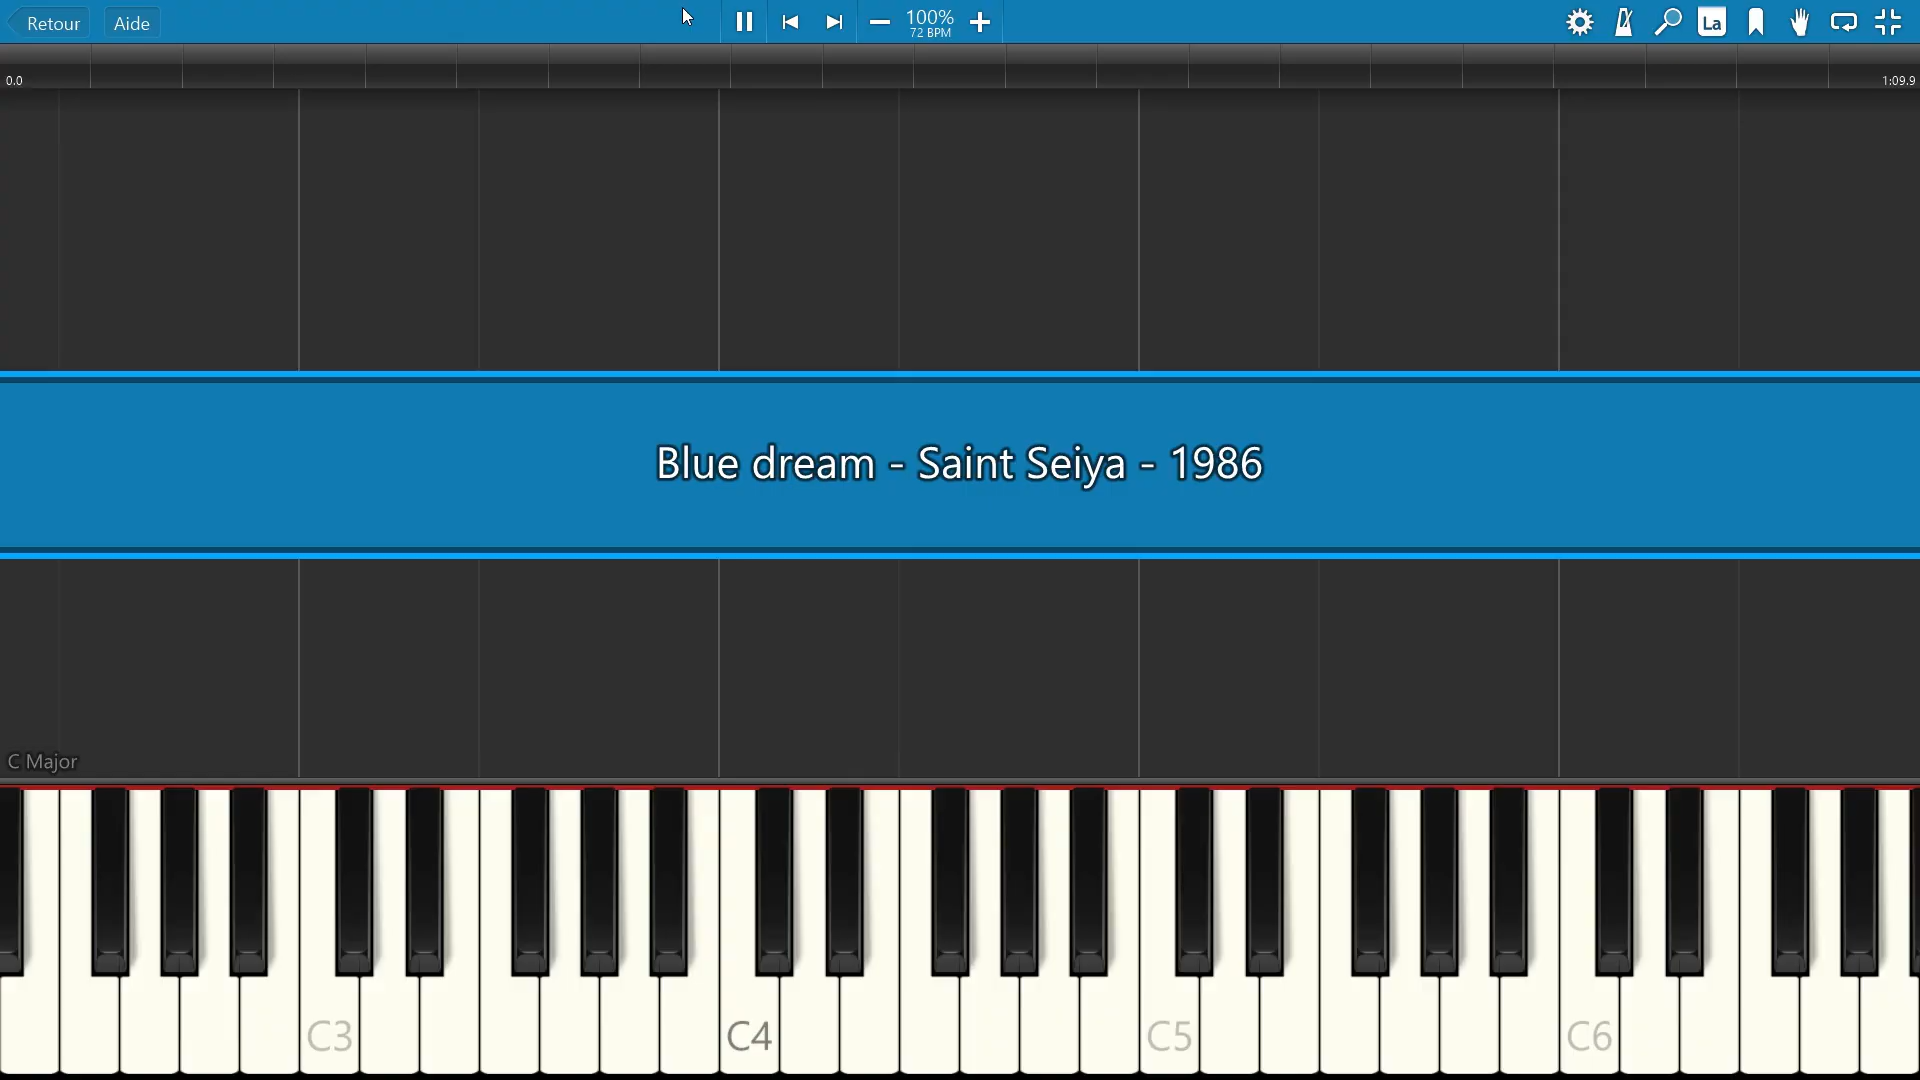 Retour
Aide
100%
72 BPM
La
0.0
1:09.9
Blue dream - Saint Seiya - 1986
C Major
C3
C4
C5
C6